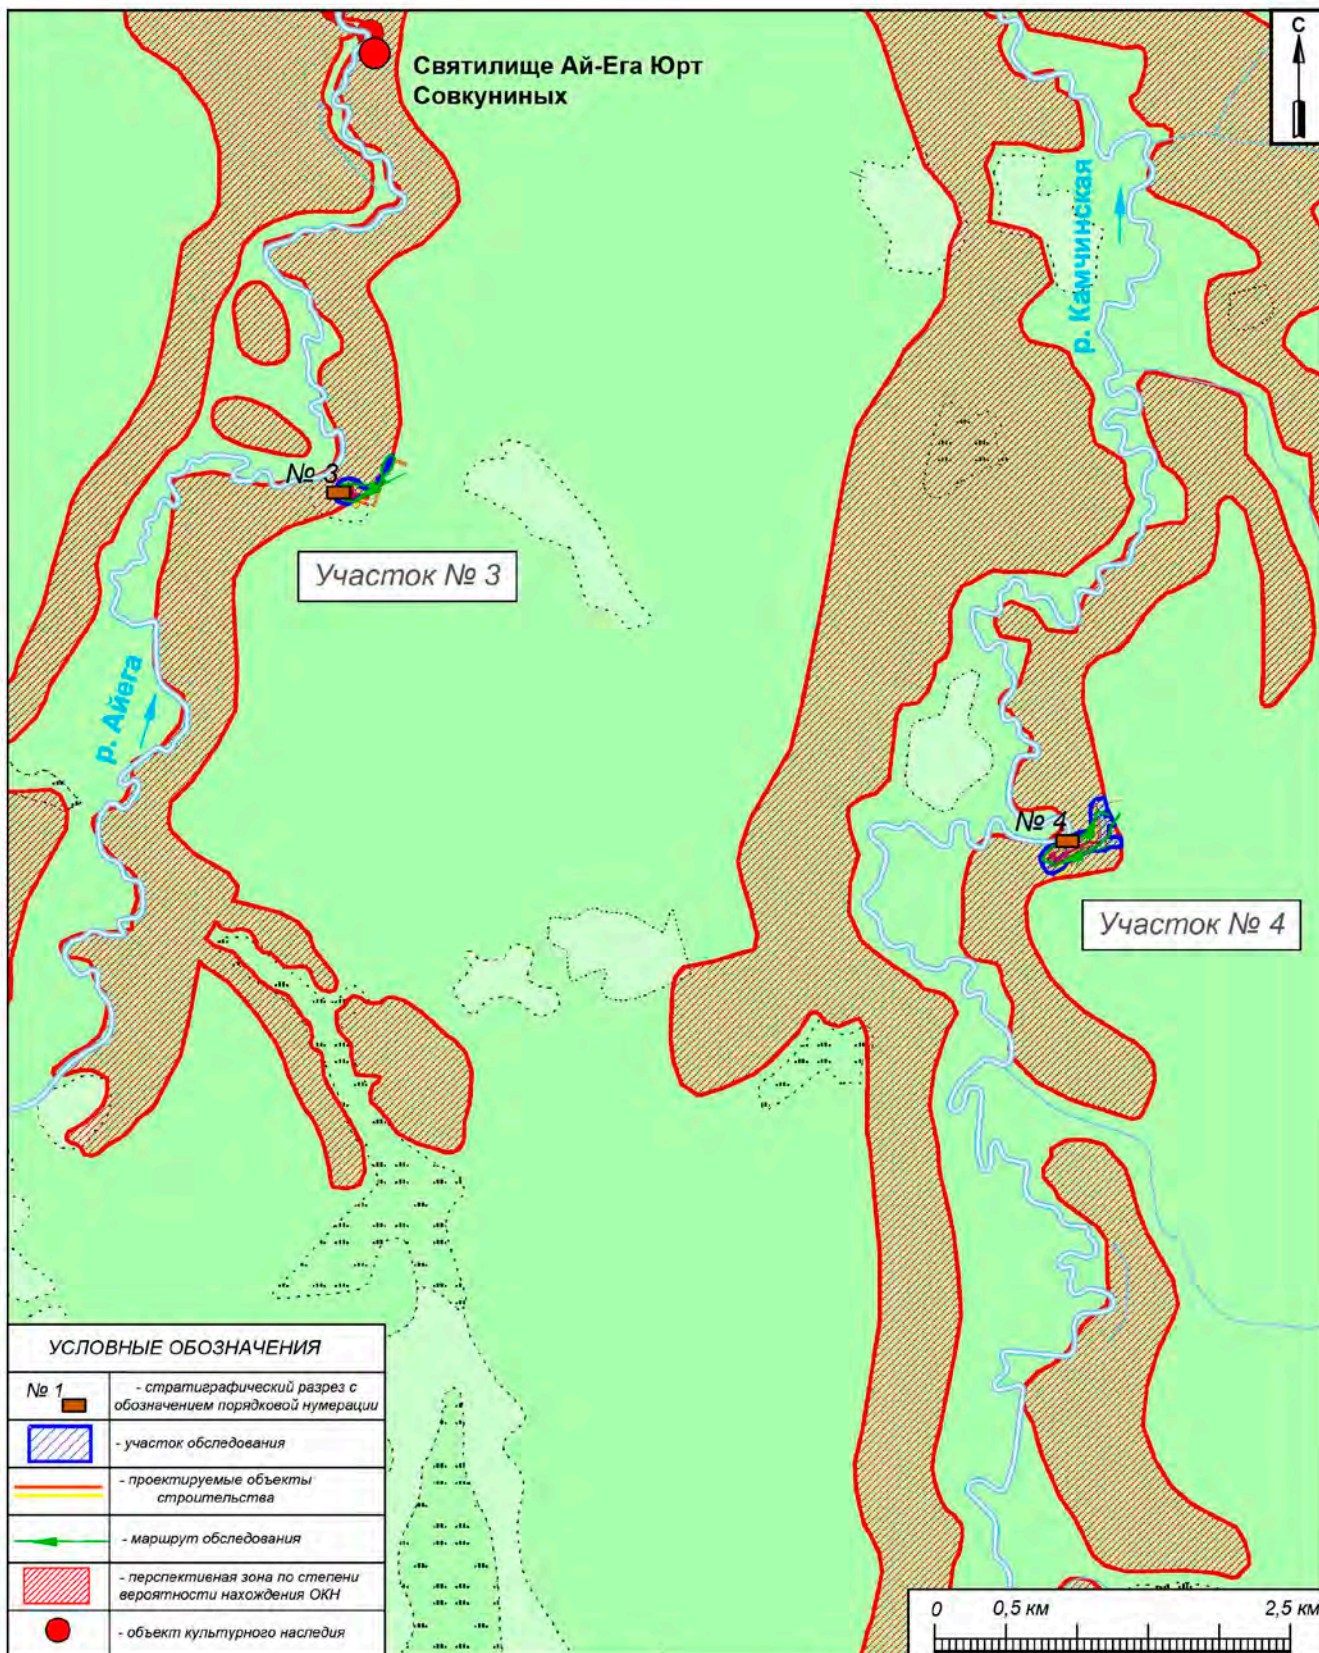 С
Святилище Ай-Ега Юрт
Совкуниных
р. Камчинская
№ 3
Участок № 3
р. Айега
№ 4
Участок № 4
УСЛОВНЫЕ ОБОЗНАЧЕНИЯ
№ 1
- стратиграфический разрез с
обозначением порядковой нумерации
- участок обследования
- проектируемые объекты
строительства
- маршрут обследования
- перспективная зона по степени
вероятности нахождения ОКН
- объект культурного наследия
0 0,5 км 2,5 км